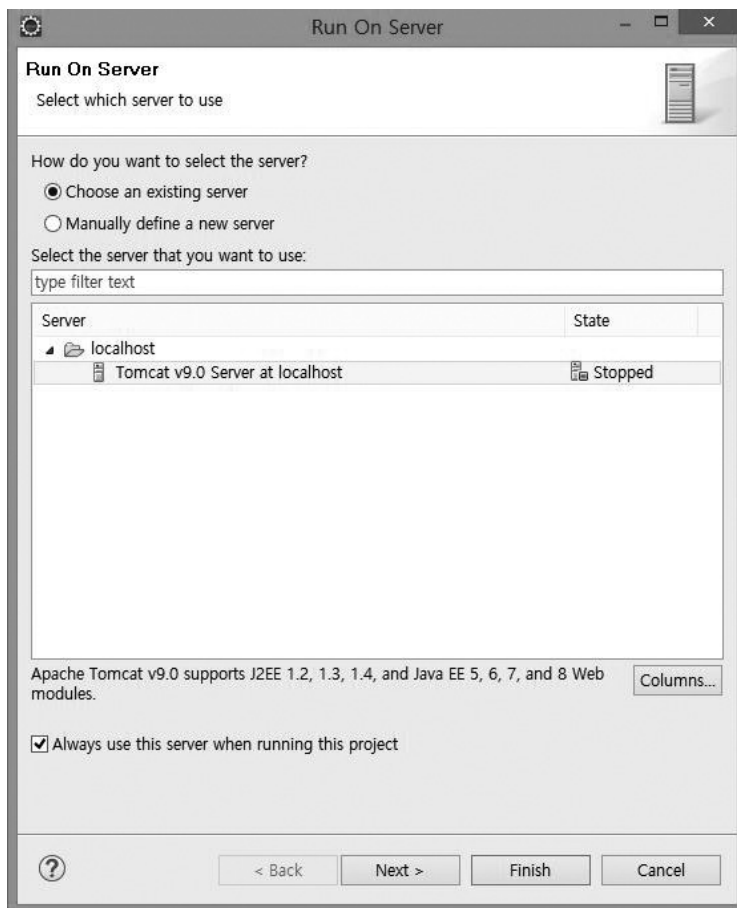 Run On Server
Run On Server
Select which server to use
How do you want to select the server?
Choose an existing server
Manually define a new server
Select the server that you want to use:
type filter text
Server State
localhost
Tomcat v9.0 Server at localhost Stopped
Apache Tomcat v9.0 supports J2EE 1.2, 1.3, 1.4, and Java EE 5, 6, 7, and 8 Web
modules.
Columns...
Always use this server when running this project
? < Back Next > Finish Cancel